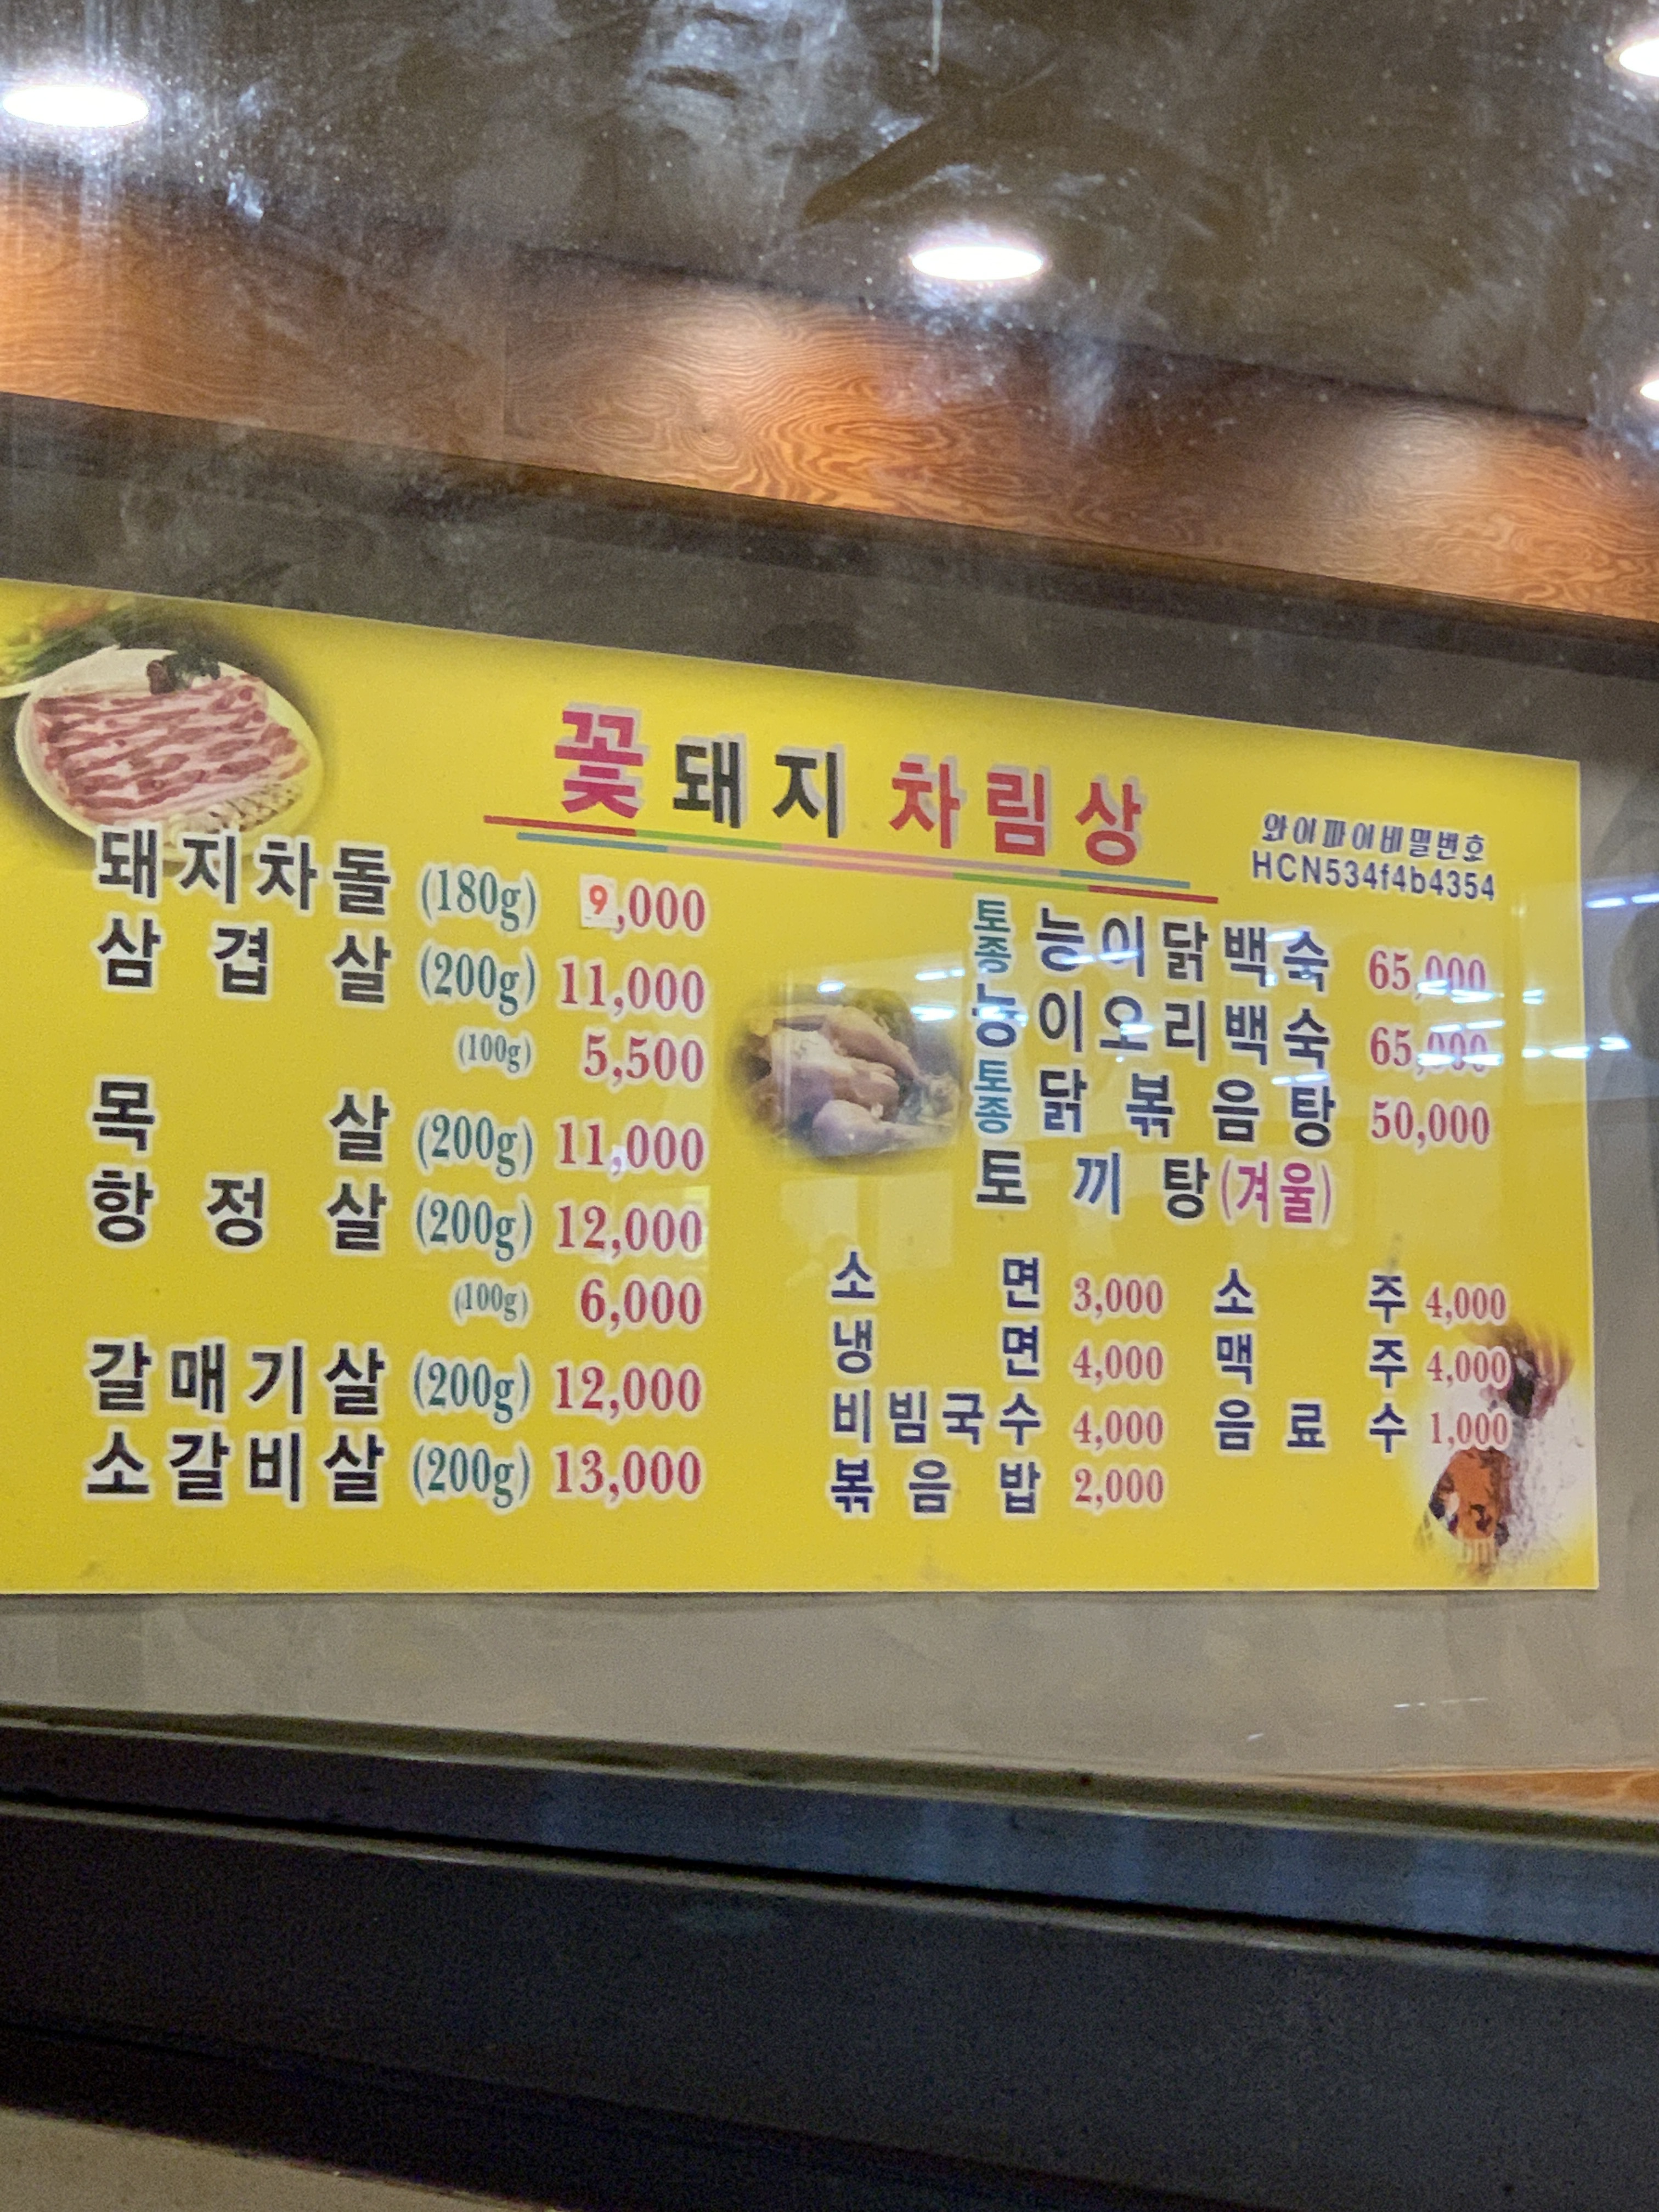 꽃돼지 차림상
와이파이비밀번호
HCN534f4b4354
돼지차돌 (180g) 9,000
삼겹살 (200g) 11,000
(100g) 5,500
목살 (200g) 11,000
항정살 (200g) 12,000
(100g) 6,000
갈매기살 (200g) 12,000
소갈비살 (200g) 13,000
토종 능이닭백숙 65,000
능이오리백숙 65,000
토종 닭볶음탕 50,000
토끼탕(겨울)
소면 3,000 소주 4,000
냉면 4,000 맥주 4,000
비빔국수 4,000 음료수 1,000
볶음밥 2,000